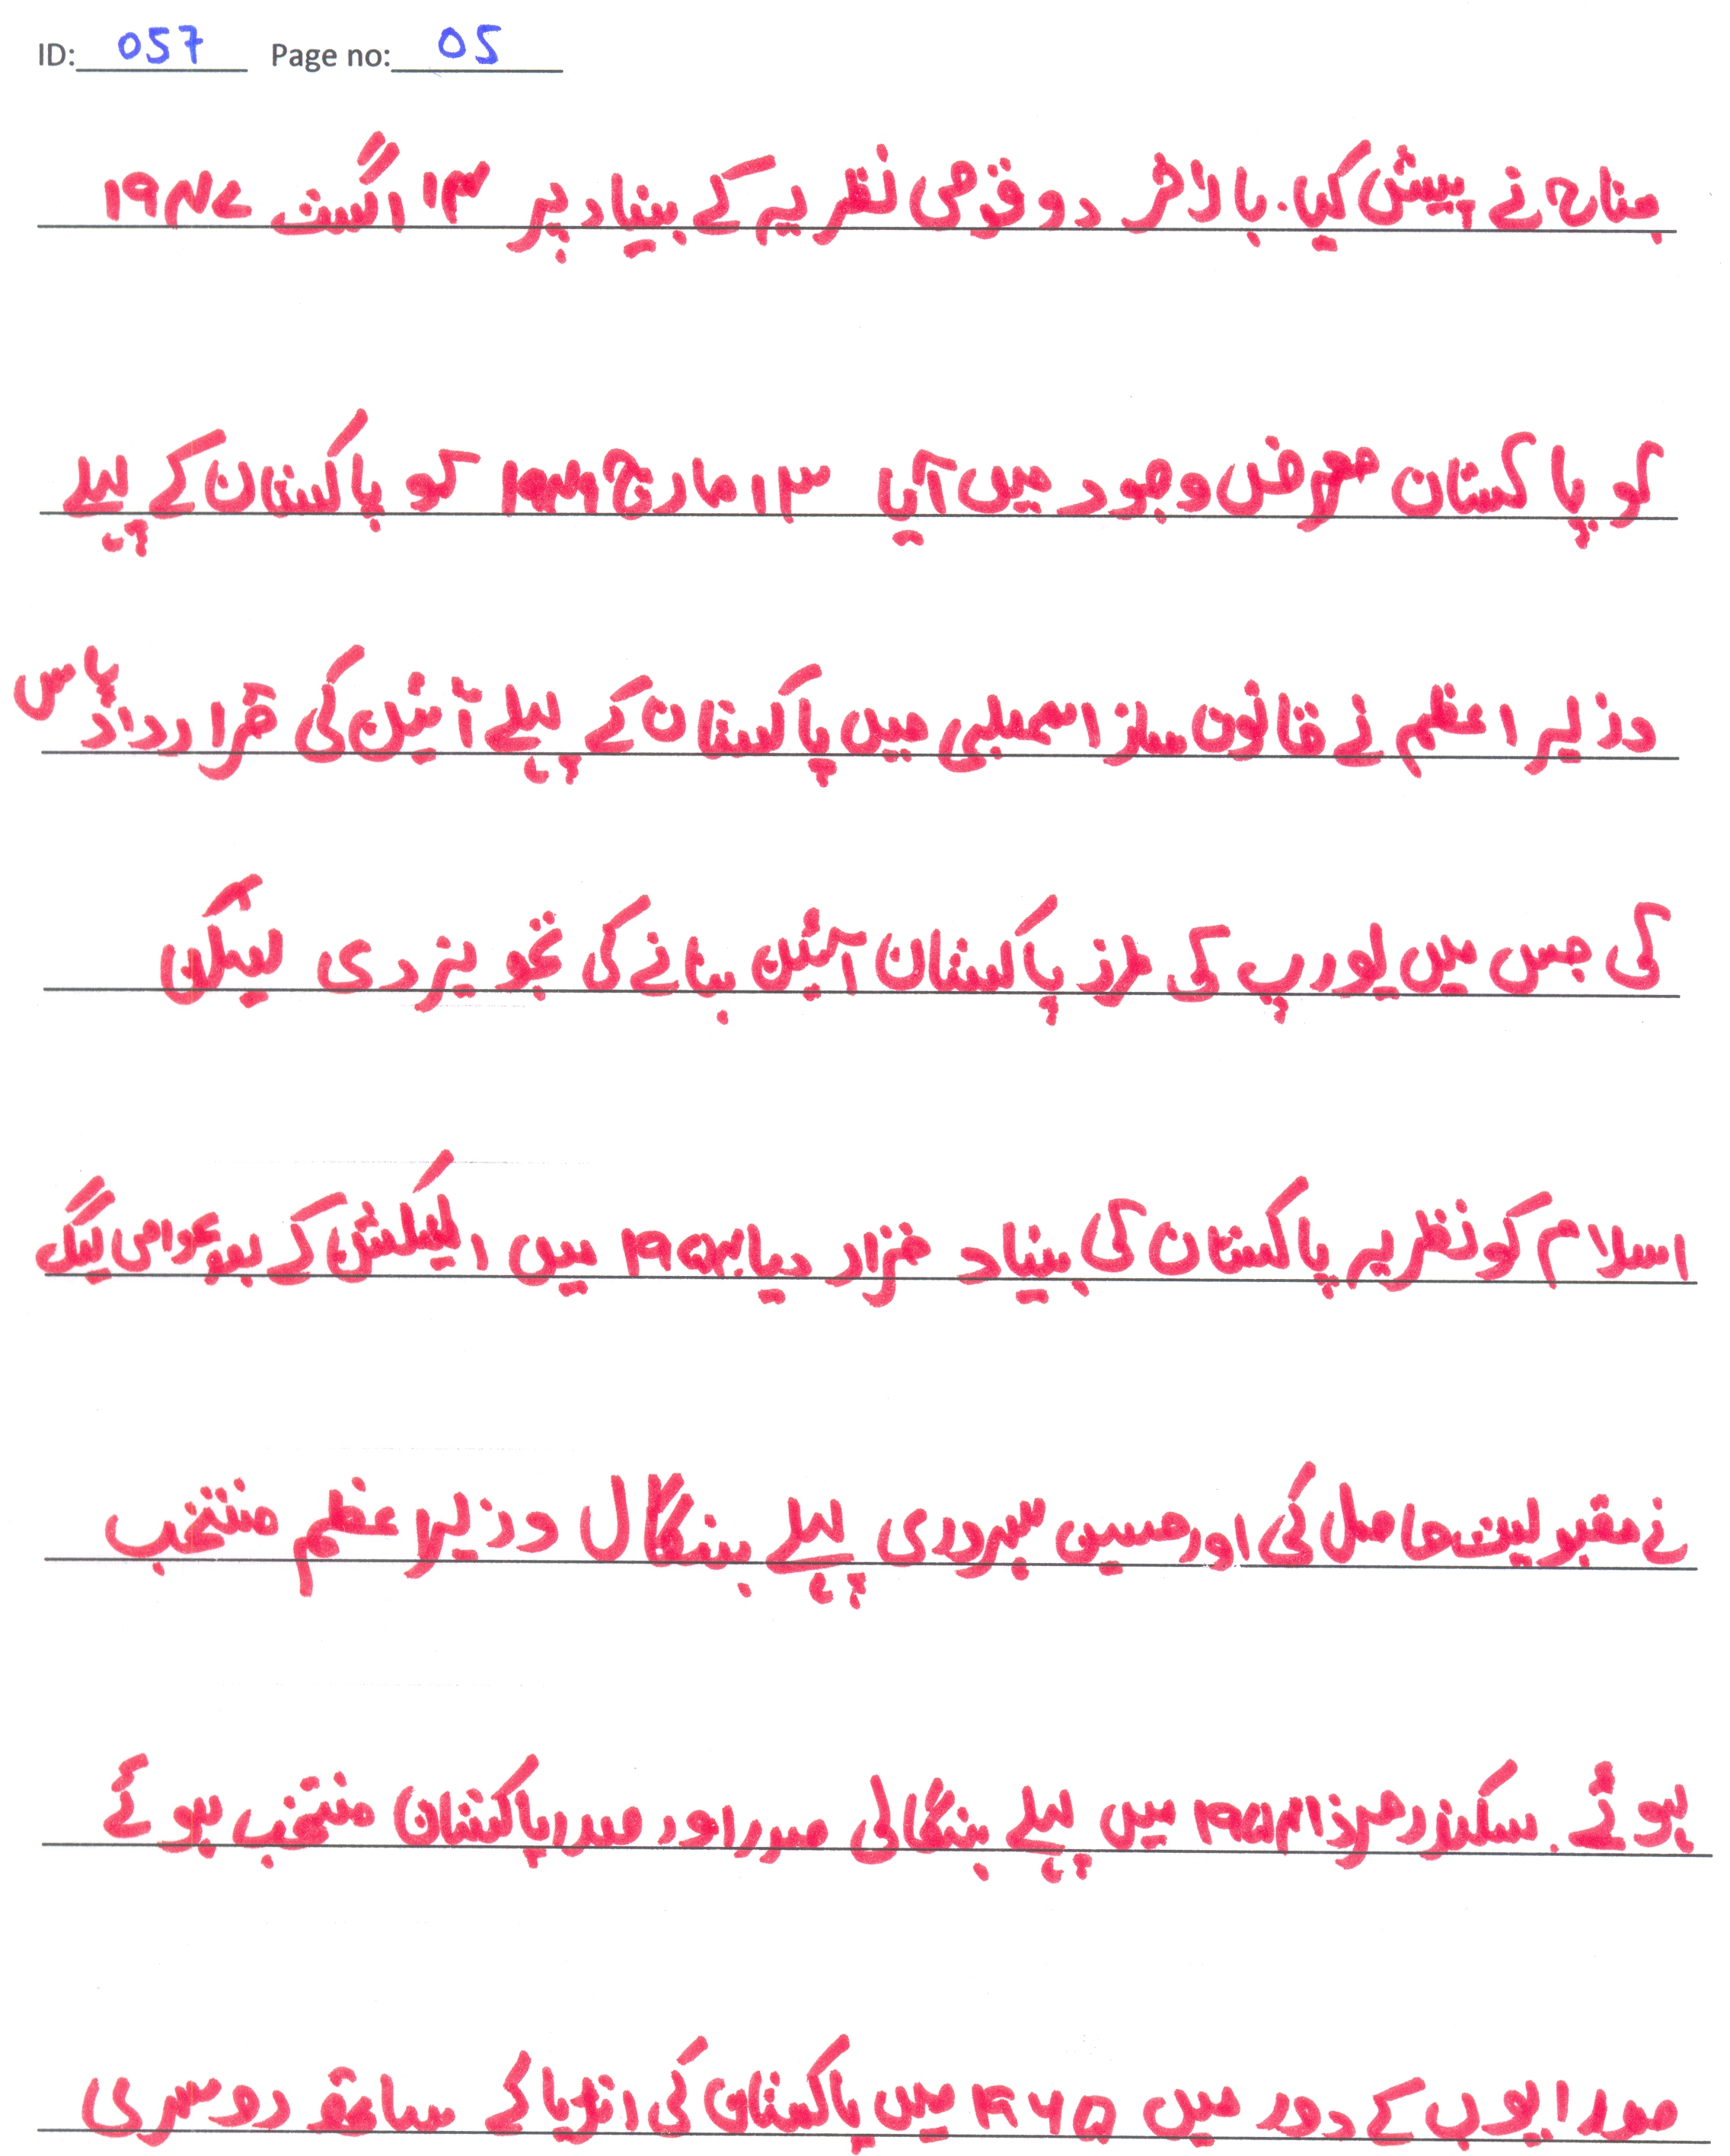 ID: 057 Page no: 05
جناح نے پیش کیا۔ بالاخر دو قومی نظریہ کے بنیاد پر ۱۴ اگست ۱۹۴۷
کو پاکستان معرض وجود میں آیا ۱۳ مارچ ۱۹۴۹ کو پاکستان کے پہلے
وزیر اعظم نے قانون ساز اسمبلی میں پاکستان کے پہلے آئین کی قرارداد پاس
کی جس میں یورپ کی طرز پاکستان آئین بنانے کی تجویز دی لیکن
اسلام کو نظریہ پاکستان کی بنیاد قرار دیا۔ ۱۹۵۴ میں الیکشن کے بعد عوامی لیگ
نے مقبولیت حاصل کی اور حسین سہروردی پہلے بنگال وزیراعظم منتخب
ہوئے۔ سکندر مرزا ۱۹۵۶ میں پہلے بنگالی صدر اور صدر پاکستان منتخب ہوئے
صدر ایوب کے دور میں ۱۹۶۵ میں پاکستان کی انڈیا کے ساتھ دوسری